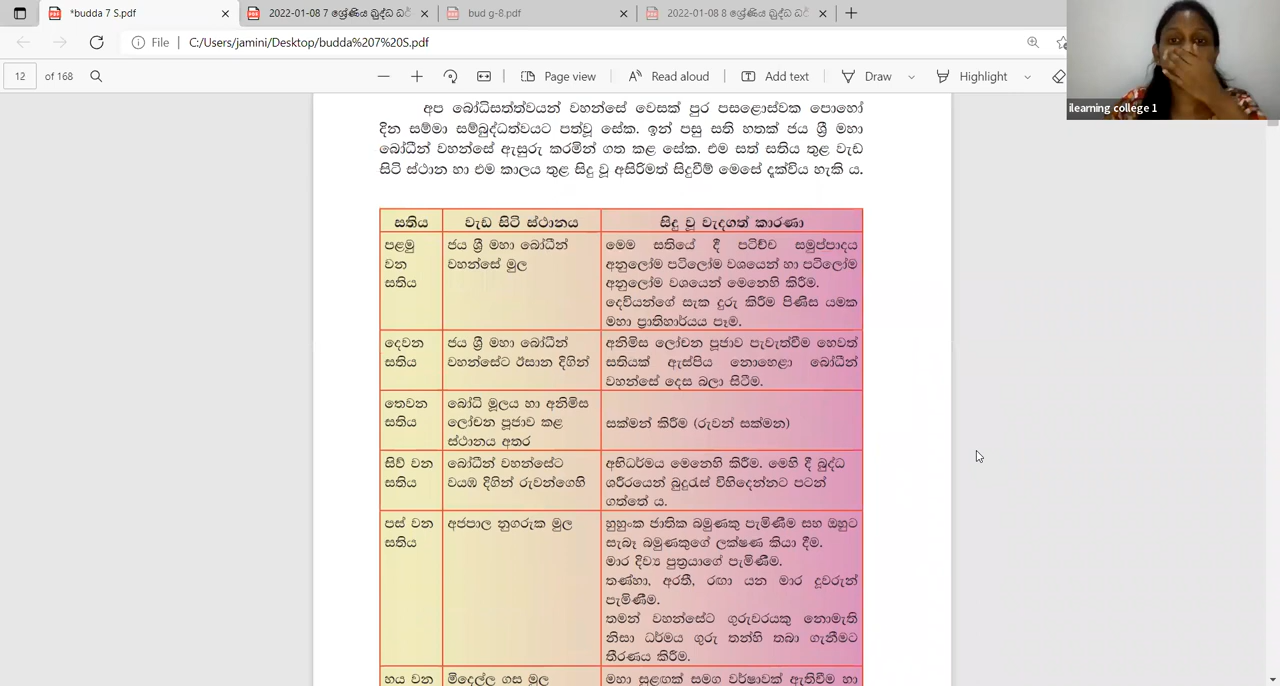 *budda 7 S.pdf
2022-01-08 7 ශ්‍රේණිය බුද්ධ ධර්
bud g-8.pdf
2022-01-08 8 ශ්‍රේණිය බුද්ධ ධර්
File
C:/Users/jamini/Desktop/budda%207%20S.pdf
12 of 168
Page view
Read aloud
Add text
Draw
Highlight
ilearning college 1
අප බෝධිසත්ත්වයන් වහන්සේ වෙසක් පුර පසළොස්වක පොහෝ
දින සම්මා සම්බුද්ධත්වයට පත්වූ සේක. ඉන් පසු සති හතක් ජය ශ්‍රී මහා
බෝධීන් වහන්සේ ඇසුරු කරමින් ගත කළ සේක. එම සත් සතිය තුළ වැඩ
සිටි ස්ථාන හා එම කාලය තුළ සිදු වූ අසිරිමත් සිදුවීම් මෙසේ දැක්විය හැකි ය.
සතිය
වැඩ සිටි ස්ථානය
සිදු වූ වැදගත් කාරණා
පළමු
වන
සතිය
ජය ශ්‍රී මහා බෝධීන්
වහන්සේ මුල
මෙම සතියේ දී පටිච්ච සමුප්පාදය
අනුලෝම පටිලෝම වශයෙන් හා පටිලෝම
අනුලෝම වශයෙන් මෙනෙහි කිරීම.
දෙවියන්ගේ සැක දුරු කිරීම පිණිස යමක
මහා ප්‍රාතිහාර්යය පෑම.
දෙවන
සතිය
ජය ශ්‍රී මහා බෝධීන්
වහන්සේට ඊසාන දිගින්
අනිමිස ලෝචන පූජාව පැවැත්වීම හෙවත්
සතියක් ඇස්පිය නොහෙළා බෝධීන්
වහන්සේ දෙස බලා සිටීම.
තෙවන
සතිය
බෝධි මූලය හා අනිමිස
ලෝචන පූජාව කළ
ස්ථානය අතර
සක්මන් කිරීම (රුවන් සක්මන)
සිව් වන
සතිය
බෝධීන් වහන්සේට
වයඹ දිගින් රුවන්ගෙහි
අභිධර්මය මෙනෙහි කිරීම. මෙහි දී බුද්ධ
ශරීරයෙන් බුදුරැස් විහිදෙන්නට පටන්
ගත්තේ ය.
පස් වන
සතිය
අජපාල නුගරුක මුල
හුහුංක ජාතික බමුණකු පැමිණීම සහ ඔහුට
සැබෑ බමුණකුගේ ලක්ෂණ කියා දීම.
මාර දිව්‍ය පුත්‍රයාගේ පැමිණීම.
තණ්හා, අරතී, රඟා යන මාර දූවරුන්
පැමිණීම.
තමන් වහන්සේට ගුරුවරයකු නොමැති
නිසා ධර්මය ගුරු තන්හි තබා ගැනීමට
තීරණය කිරීම.
හය වන
මිදෙල්ල ගස මුල
මහා සුළඟක් සමග වර්ෂාවක් ඇතිවීම හා